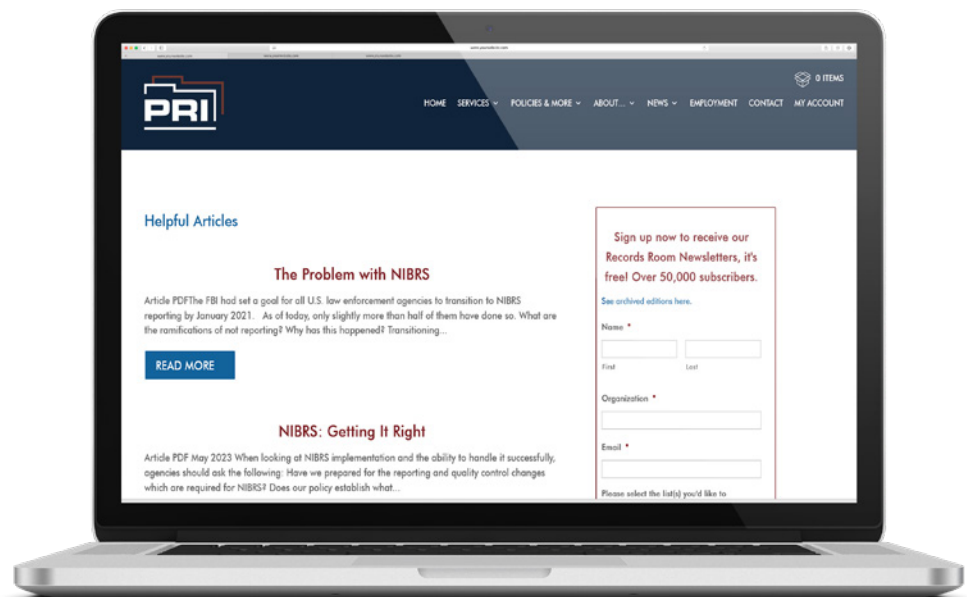 0 ITEMS
PRI
HOME SERVICES POLICIES & MORE ABOUT... NEWS EMPLOYMENT CONTACT MY ACCOUNT
Helpful Articles
The Problem with NIBRS
Article PDFThe FBI had set a goal for all U.S. law enforcement agencies to transition to NIBRS
reporting by January 2021. As of today, only slightly more than half of them have done so. What are
the ramifications of not reporting? Why has this happened? Transitioning...
READ MORE
NIBRS: Getting It Right
Article PDF May 2023 When looking at NIBRS implementation and the ability to handle it successfully,
agencies should ask the following: Have we prepared for the reporting and quality control changes
which are required for NIBRS? Does our policy establish what...
Sign up now to receive our
Records Room Newsletters, it's
free! Over 50,000 subscribers.
See archived editions here.
Name *
First Last
Organization *
Email *
Please select the list(s) you'd like to